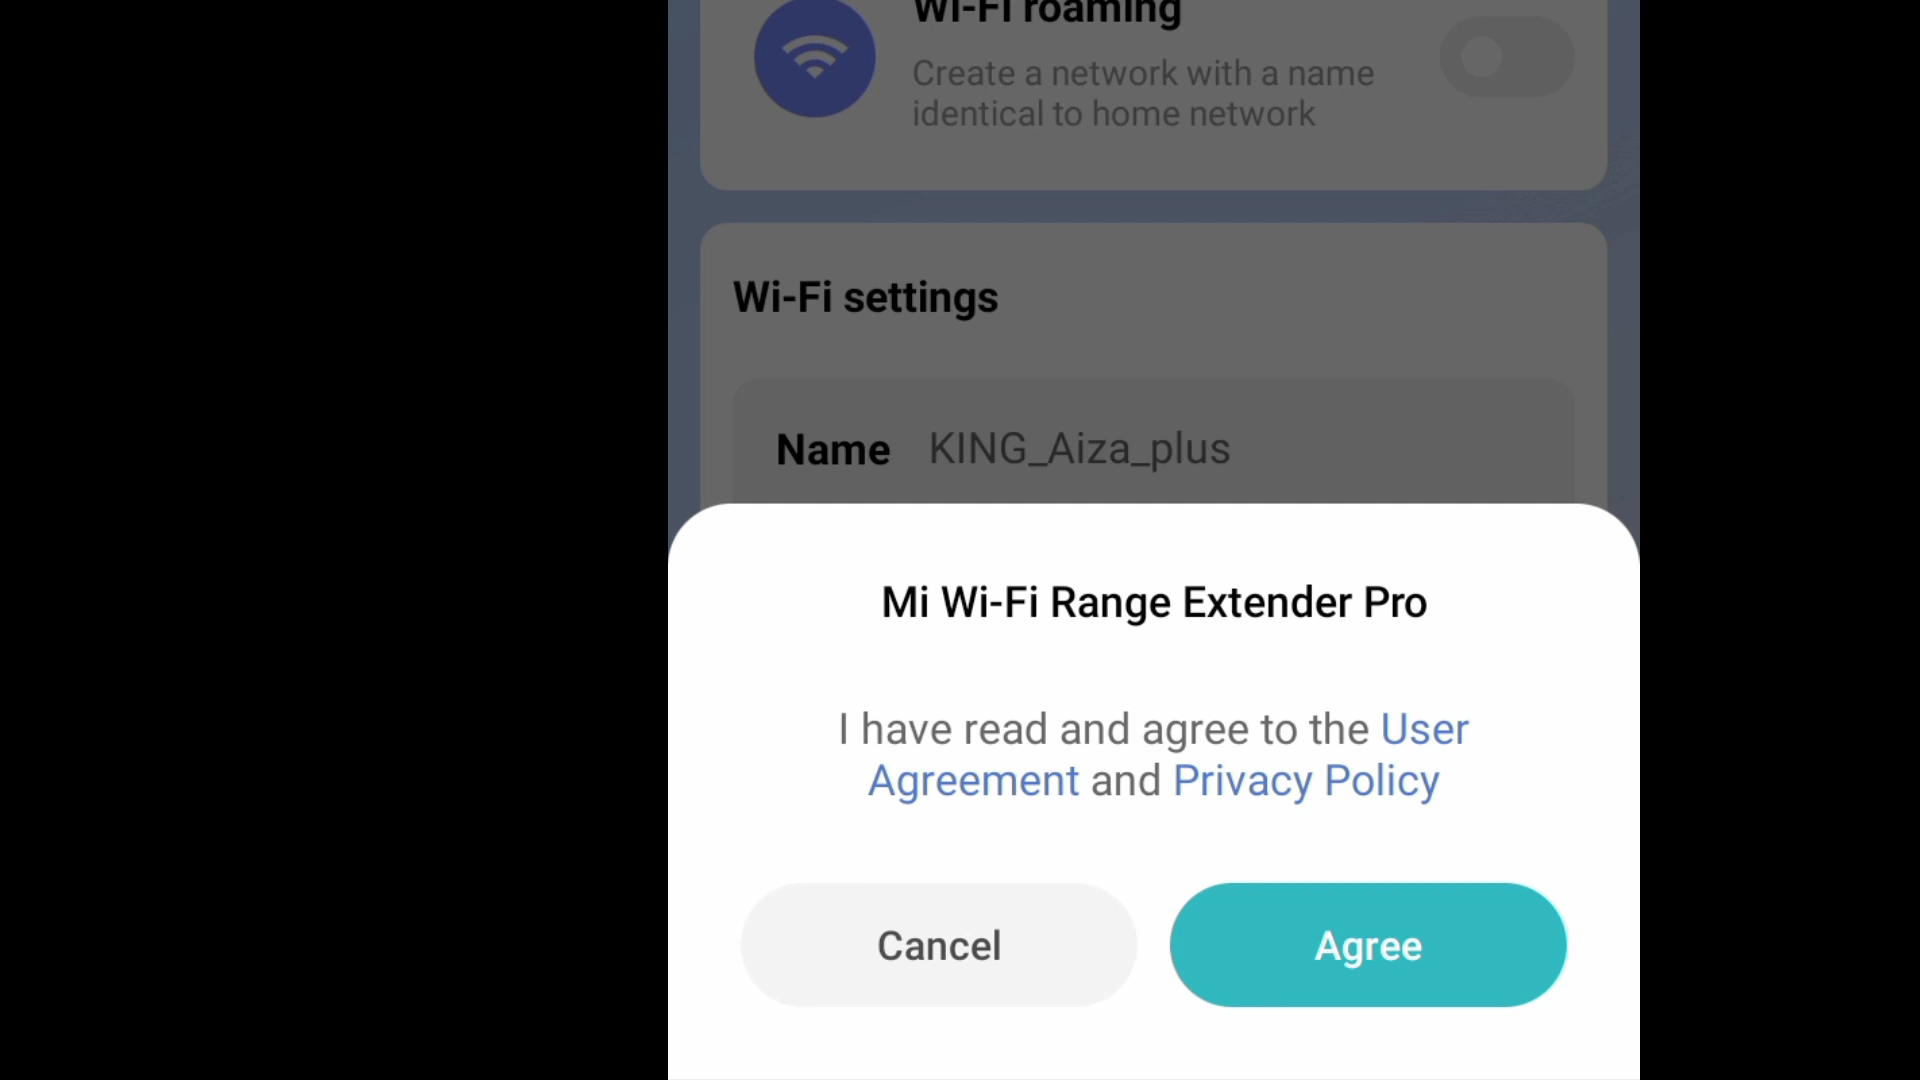 Wi-Fi roaming
Create a network with a name
identical to home network
Wi-Fi settings
Name KING_Aiza_plus
Mi Wi-Fi Range Extender Pro
I have read and agree to the User
Agreement and Privacy Policy
Cancel Agree